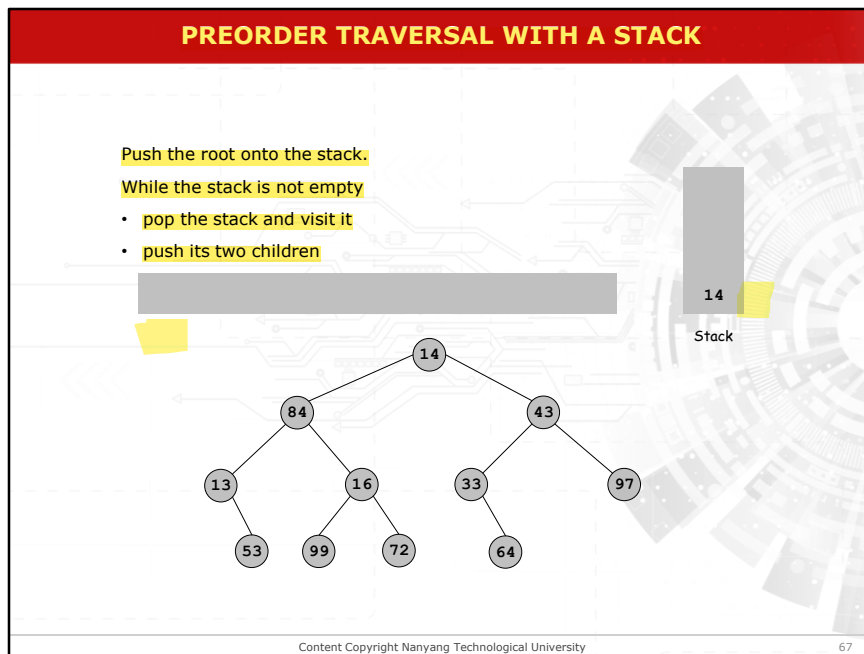 PREORDER TRAVERSAL WITH A STACK
Push the root onto the stack.
While the stack is not empty
• pop the stack and visit it
• push its two children
14
Stack
14
84 43
13 16 33 97
53 99 72 64
Content Copyright Nanyang Technological University 67